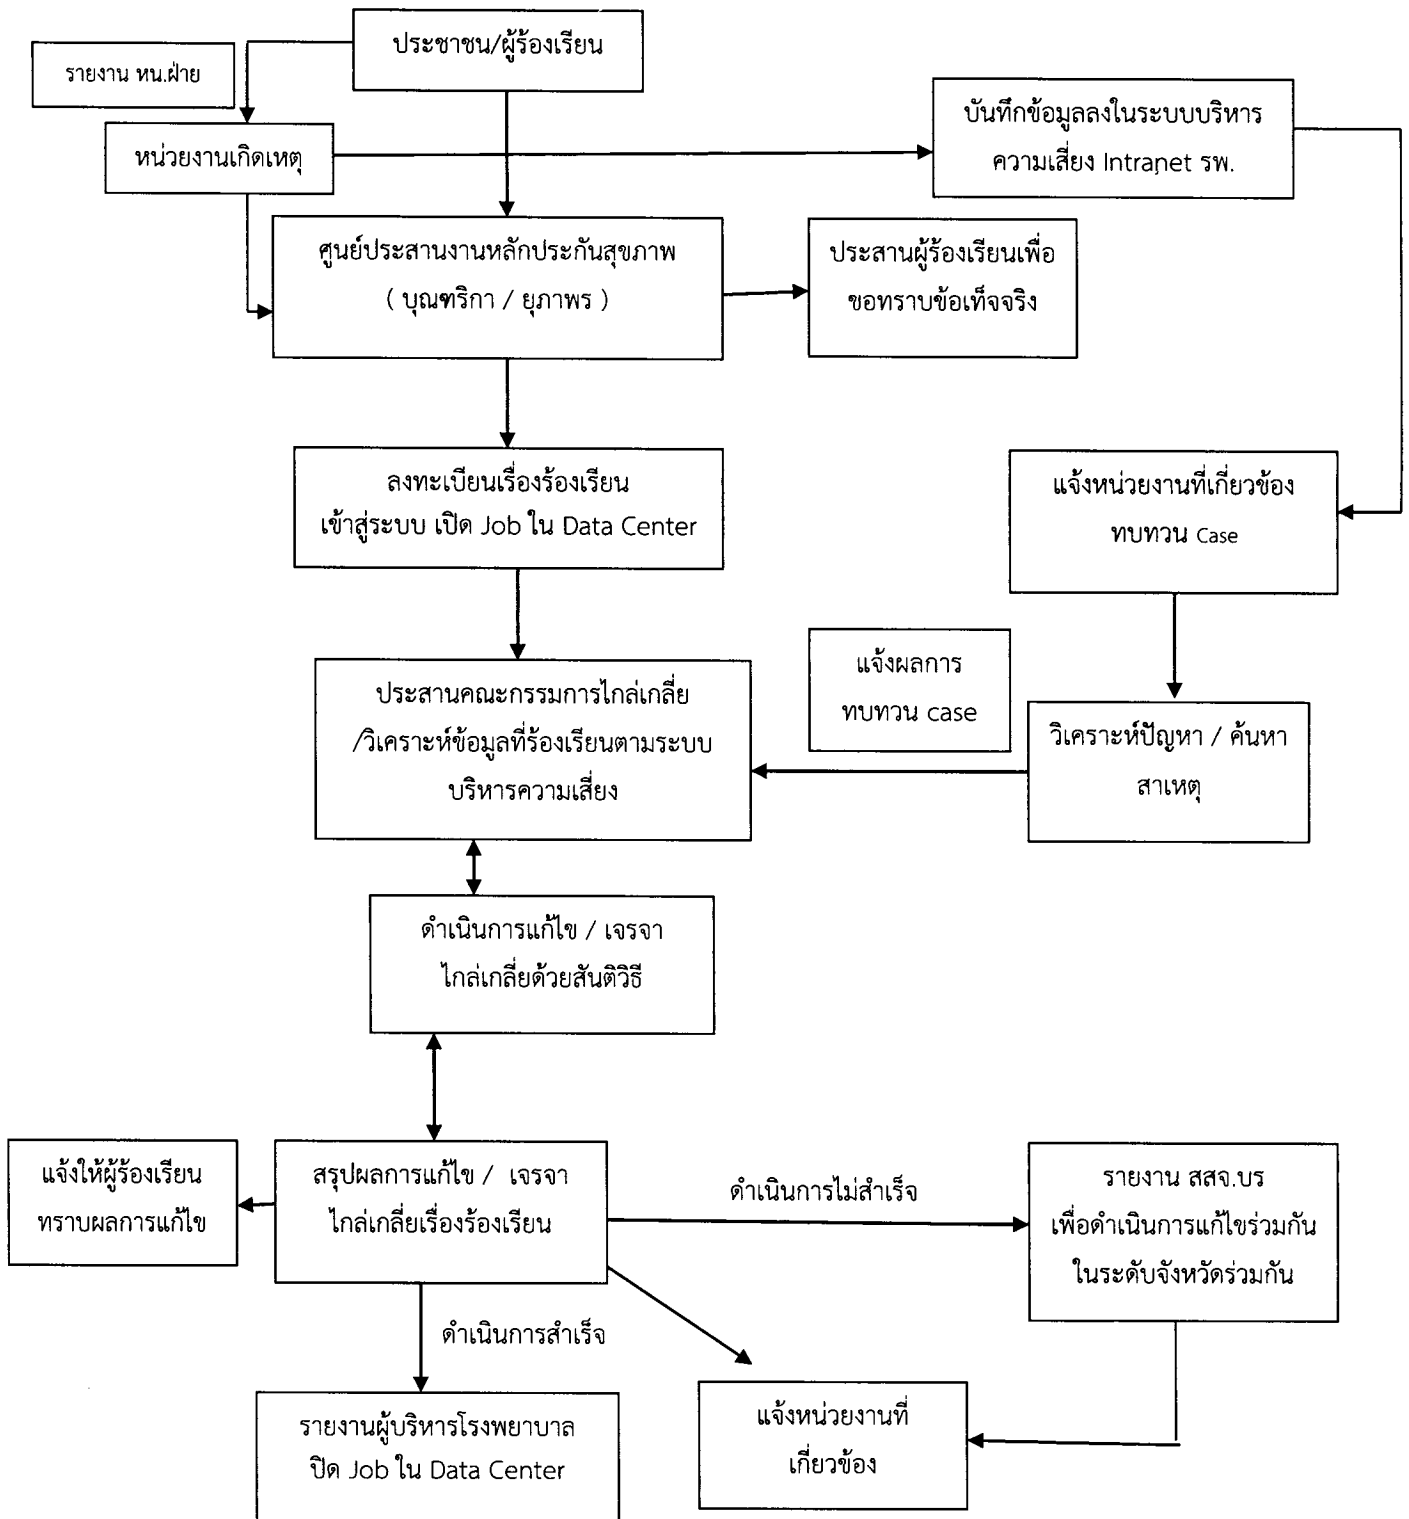 ประชาชน/ผู้ร้องเรียน
รายงาน หน.ฝ่าย
หน่วยงานเกิดเหตุ
บันทึกข้อมูลลงในระบบบริหาร
ความเสี่ยง Intranet รพ.
ศูนย์ประสานงานหลักประกันสุขภาพ
( บุณฑริกา / ยุภาพร )
ประสานผู้ร้องเรียนเพื่อ
ขอทราบข้อเท็จจริง
ลงทะเบียนเรื่องร้องเรียน
เข้าสู่ระบบ เปิด Job ใน Data Center
แจ้งหน่วยงานที่เกี่ยวข้อง
ทบทวน Case
แจ้งผลการ
ทบทวน case
ประสานคณะกรรมการไกล่เกลี่ย
/วิเคราะห์ข้อมูลที่ร้องเรียนตามระบบ
บริหารความเสี่ยง
วิเคราะห์ปัญหา / ค้นหา
สาเหตุ
ดำเนินการแก้ไข / เจรจา
ไกล่เกลี่ยด้วยสันติวิธี
แจ้งให้ผู้ร้องเรียน
ทราบผลการแก้ไข
สรุปผลการแก้ไข / เจรจา
ไกล่เกลี่ยเรื่องร้องเรียน
ดำเนินการไม่สำเร็จ
รายงาน สสจ.บร
เพื่อดำเนินการแก้ไขร่วมกัน
ในระดับจังหวัดร่วมกัน
ดำเนินการสำเร็จ
รายงานผู้บริหารโรงพยาบาล
ปิด Job ใน Data Center
แจ้งหน่วยงานที่
เกี่ยวข้อง